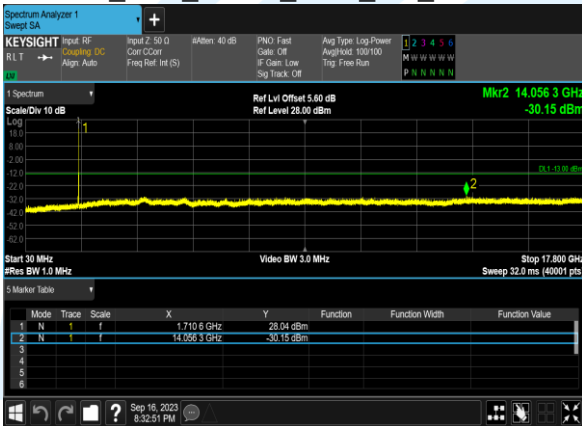 Spectrum Analyzer 1
Swept SA
+
KEYSIGHT Input: RF Input Z: 50 Ω #Atten: 40 dB PNO: Fast Avg Type: Log-Power 1 2 3 4 5 6
RLT Coupling: DC Corr CCorr Gate: Off Avg|Hold: 100/100 M W W W W W
Align: Auto Freq Ref: Int (S) IF Gain: Low Trig: Free Run
Sig Track: Off P N N N N N
1 Spectrum Mkr2 14.056 3 GHz
Ref Lvl Offset 5.60 dB
Scale/Div 10 dB Ref Level 28.00 dBm -30.15 dBm
Log
1
18.0
8.00
-2.00
-12.0 DL1 -13.00 dBm
-22.0 2
-32.0
-42.0
-52.0
-62.0
Start 30 MHz Video BW 3.0 MHz Stop 17.800 GHz
#Res BW 1.0 MHz Sweep 32.0 ms (40001 pts
5 Marker Table
Mode Trace Scale X Y Function Function Width Function Value
1 N 1 f 1.710 6 GHz 28.04 dBm
2 N 1 f 14.056 3 GHz -30.15 dBm
3
4
5
6
? Sep 16, 2023
8:32:51 PM